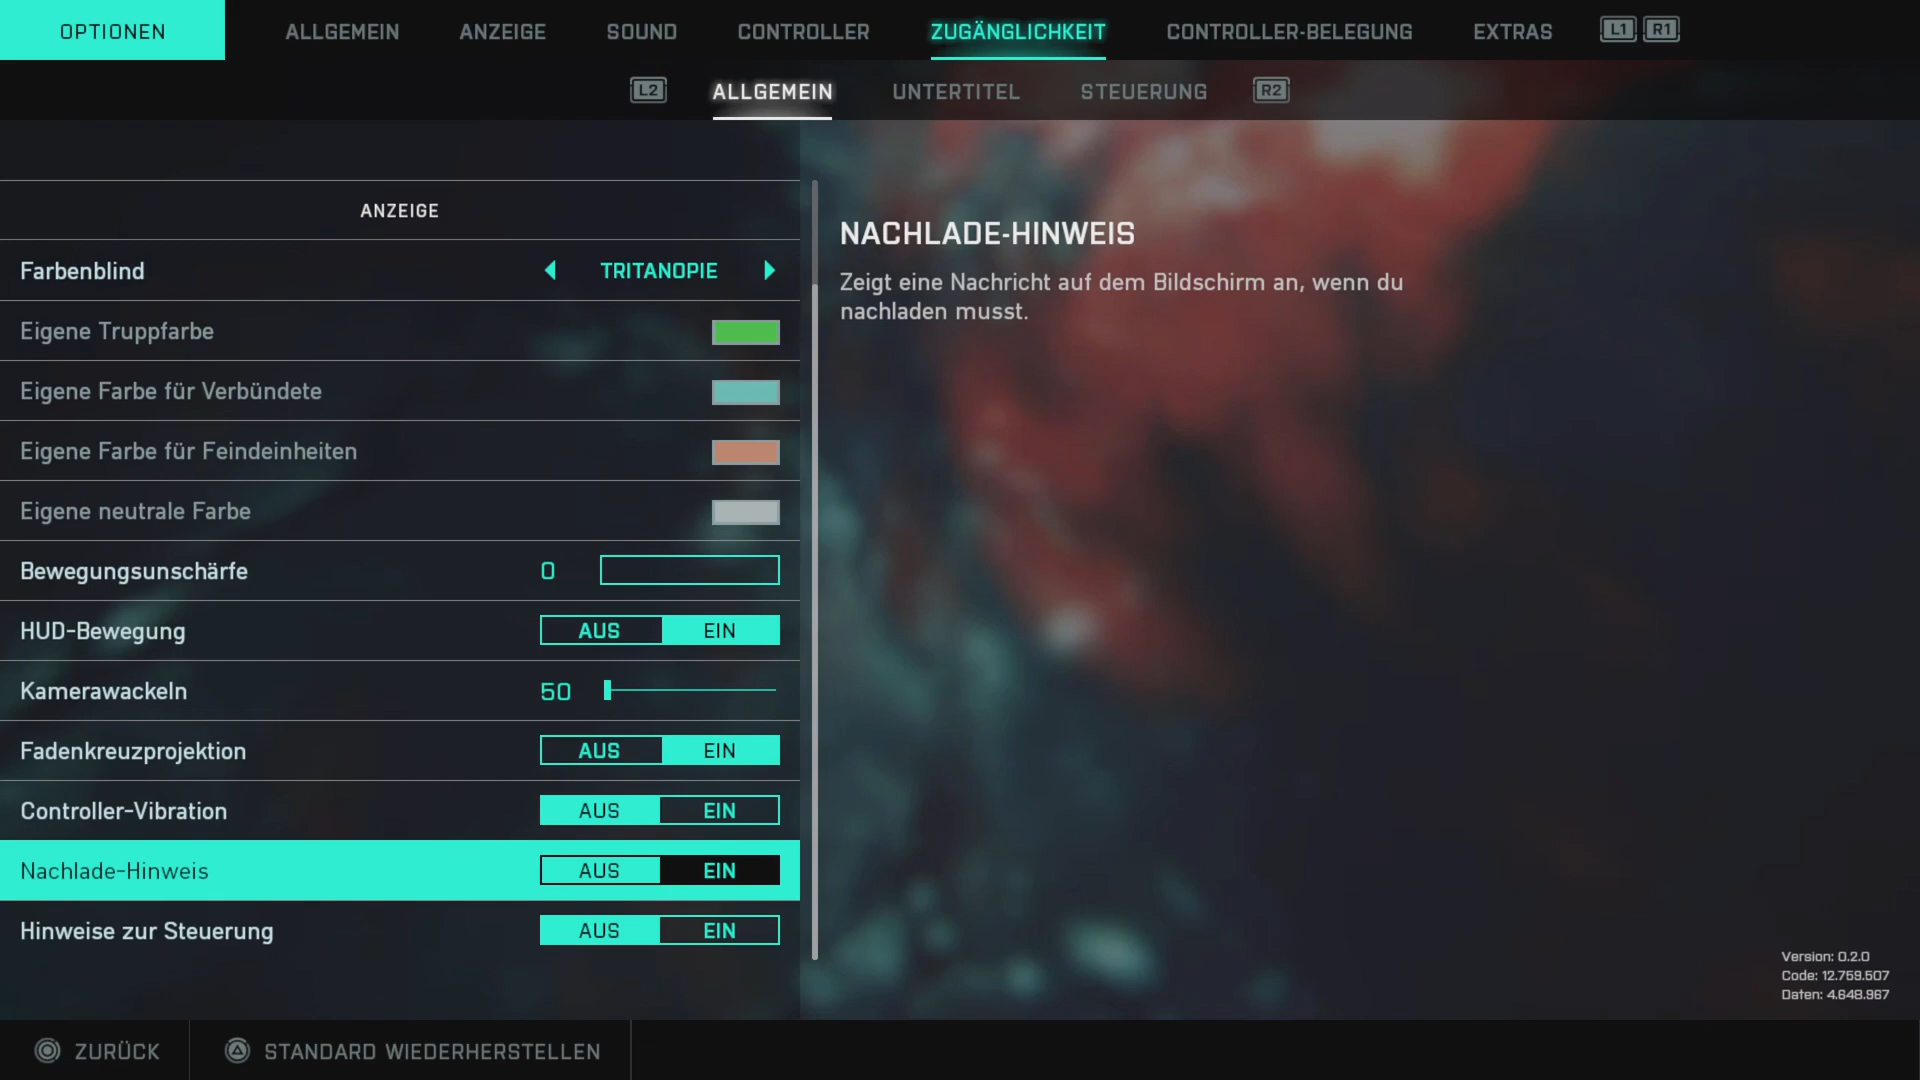 OPTIONEN ALLGEMEIN ANZEIGE SOUND CONTROLLER ZUGÄNGLICHKEIT CONTROLLER-BELEGUNG EXTRAS L1 R1
L2 ALLGEMEIN UNTERTITEL STEUERUNG R2
ANZEIGE
Farbenblind TRITANOPIE
Eigene Truppfarbe
Eigene Farbe für Verbündete
Eigene Farbe für Feindeinheiten
Eigene neutrale Farbe
Bewegungsunschärfe 0
HUD-Bewegung AUS EIN
Kamerawackeln 50
Fadenkreuzprojektion AUS EIN
Controller-Vibration AUS EIN
Nachlade-Hinweis AUS EIN
Hinweise zur Steuerung AUS EIN
NACHLADE-HINWEIS
Zeigt eine Nachricht auf dem Bildschirm an, wenn du
nachladen musst.
Version: 0.2.0
Code: 12.759.507
Daten: 4.648.967
ZURÜCK STANDARD WIEDERHERSTELLEN